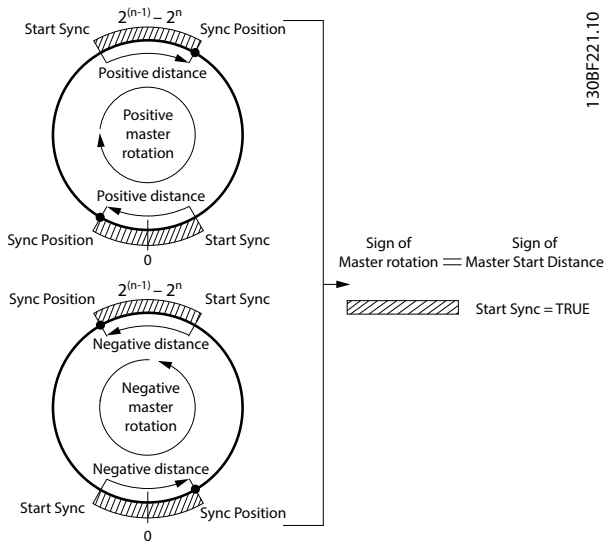 2(n-1) – 2n
Start Sync
Sync Position
Positive distance
Positive
master
rotation
Positive distance
Sync Position
Start Sync
0
2(n-1) – 2n
Sync Position
Start Sync
Negative distance
Negative
master
rotation
Negative distance
Start Sync
Sync Position
0
Sign of
Master rotation
=
Sign of
Master Start Distance
Start Sync = TRUE
130BF221.10